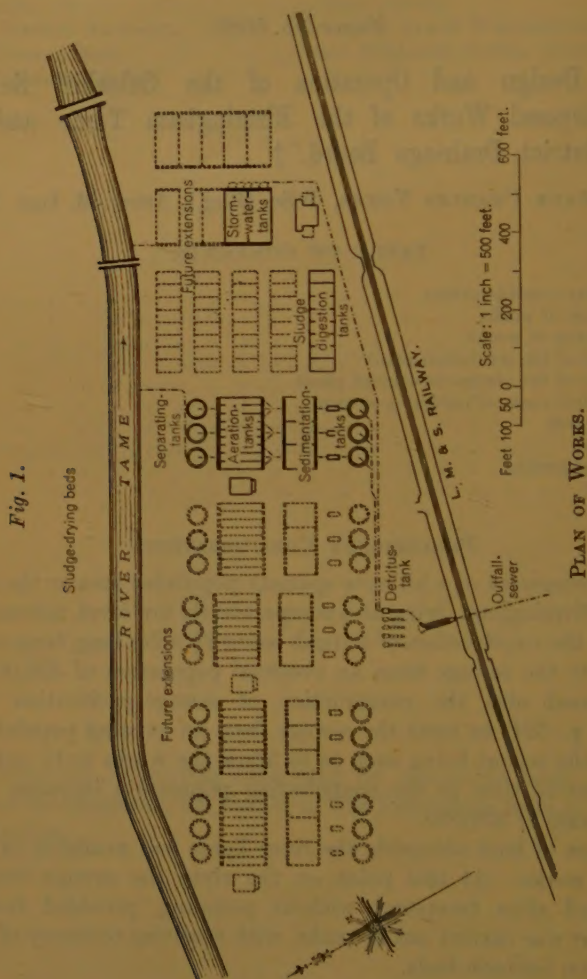 Fig. 1.
Sludge-drying beds
RIVER TAME
Future extensions
Separating-
tanks
Aeration-
tanks
Sedimentation-
tanks
Future extensions
Sludge
digestion
tanks
Storm-
water
tanks
Detritus-
tank
Outfall-
sewer
L. M. & S. RAILWAY.
Scale: 1 inch = 500 feet.
Feet 100 50 0 200 400 600 feet.
PLAN OF WORKS.